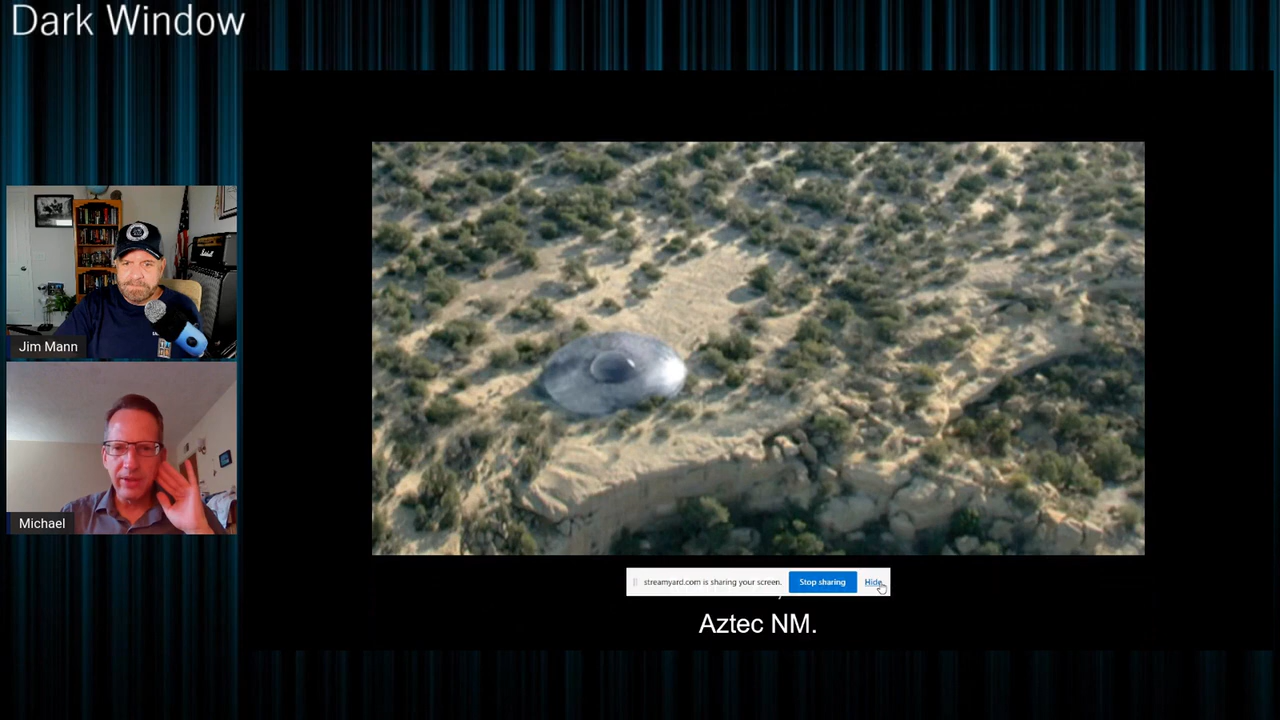 Dark Window
Jim Mann
Michael
streamyard.com is sharing your screen.
Stop sharing
Hide
Aztec NM.